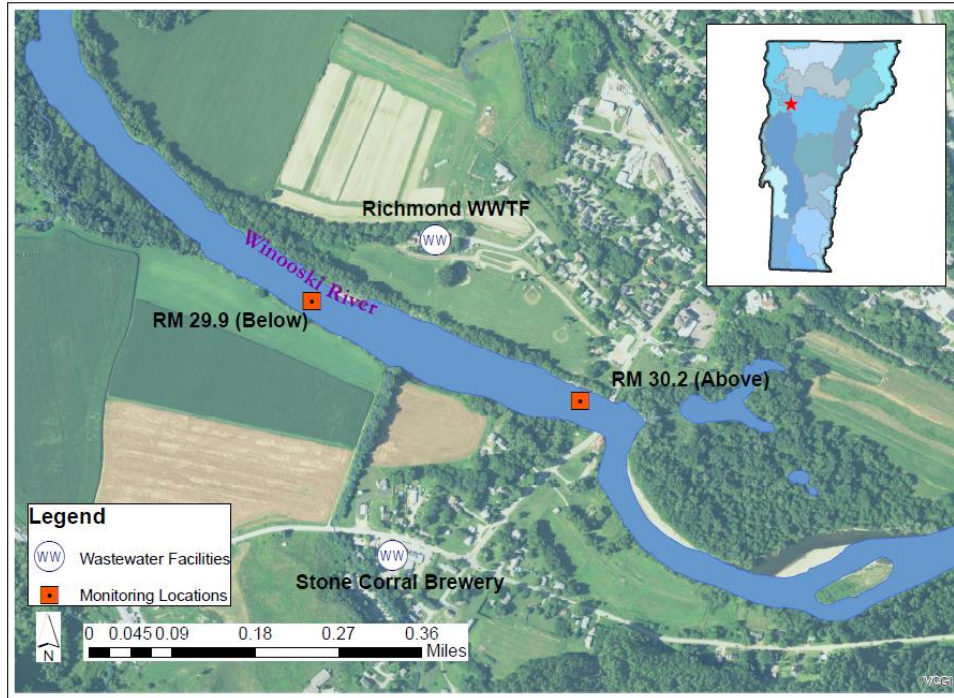 Richmond WWTF
WW
Winooski River
RM 29.9 (Below)
RM 30.2 (Above)
Legend
WW Wastewater Facilities
Monitoring Locations
WW
Stone Corral Brewery
N
0 0.045 0.09 0.18 0.27 0.36
Miles
VCGI